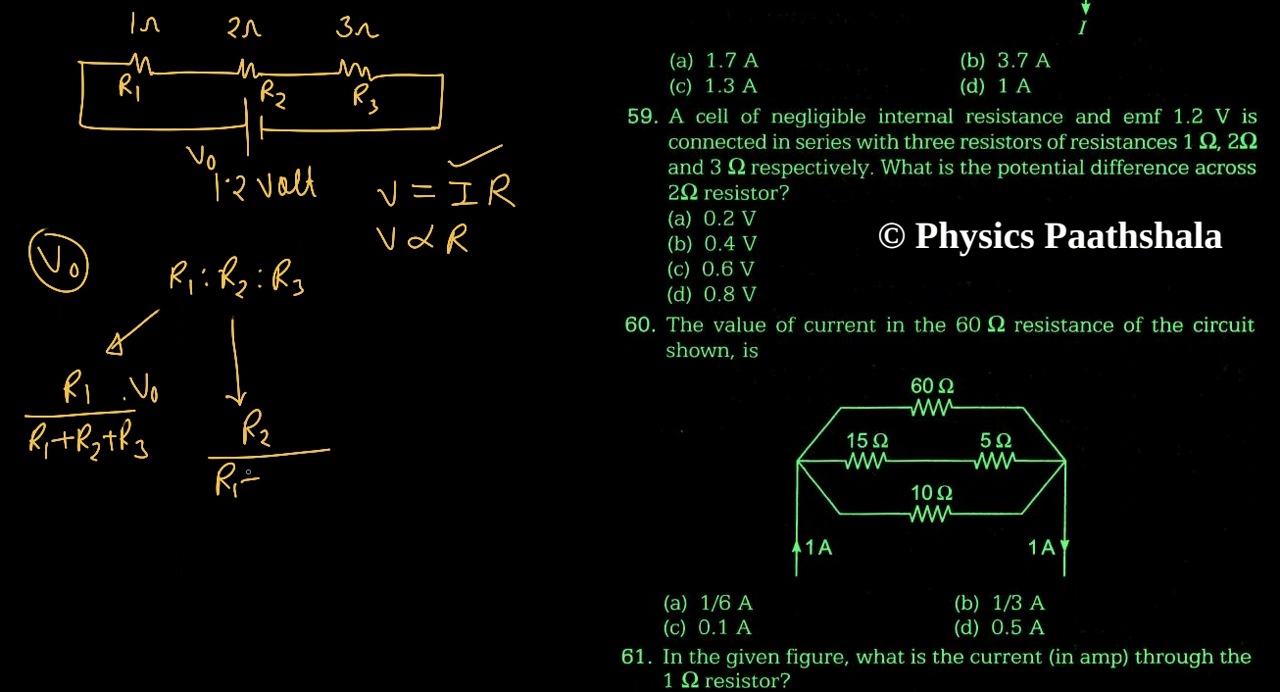 1Ω 2Ω 3Ω
R₁ R₂ R₃
V₀
1.2 Volt
V = I R
V ∝ R
V₀
R₁ : R₂ : R₃
R₁ . V₀
R₁+R₂+R₃
R₂
R₁
I
(a) 1.7 A (b) 3.7 A
(c) 1.3 A (d) 1 A
59. A cell of negligible internal resistance and emf 1.2 V is
connected in series with three resistors of resistances 1 Ω, 2Ω
and 3 Ω respectively. What is the potential difference across
2Ω resistor?
(a) 0.2 V
(b) 0.4 V
(c) 0.6 V
(d) 0.8 V
© Physics Paathshala
60. The value of current in the 60 Ω resistance of the circuit
shown, is
60 Ω
15 Ω 5 Ω
10 Ω
1 A 1 A
(a) 1/6 A (b) 1/3 A
(c) 0.1 A (d) 0.5 A
61. In the given figure, what is the current (in amp) through the
1 Ω resistor?